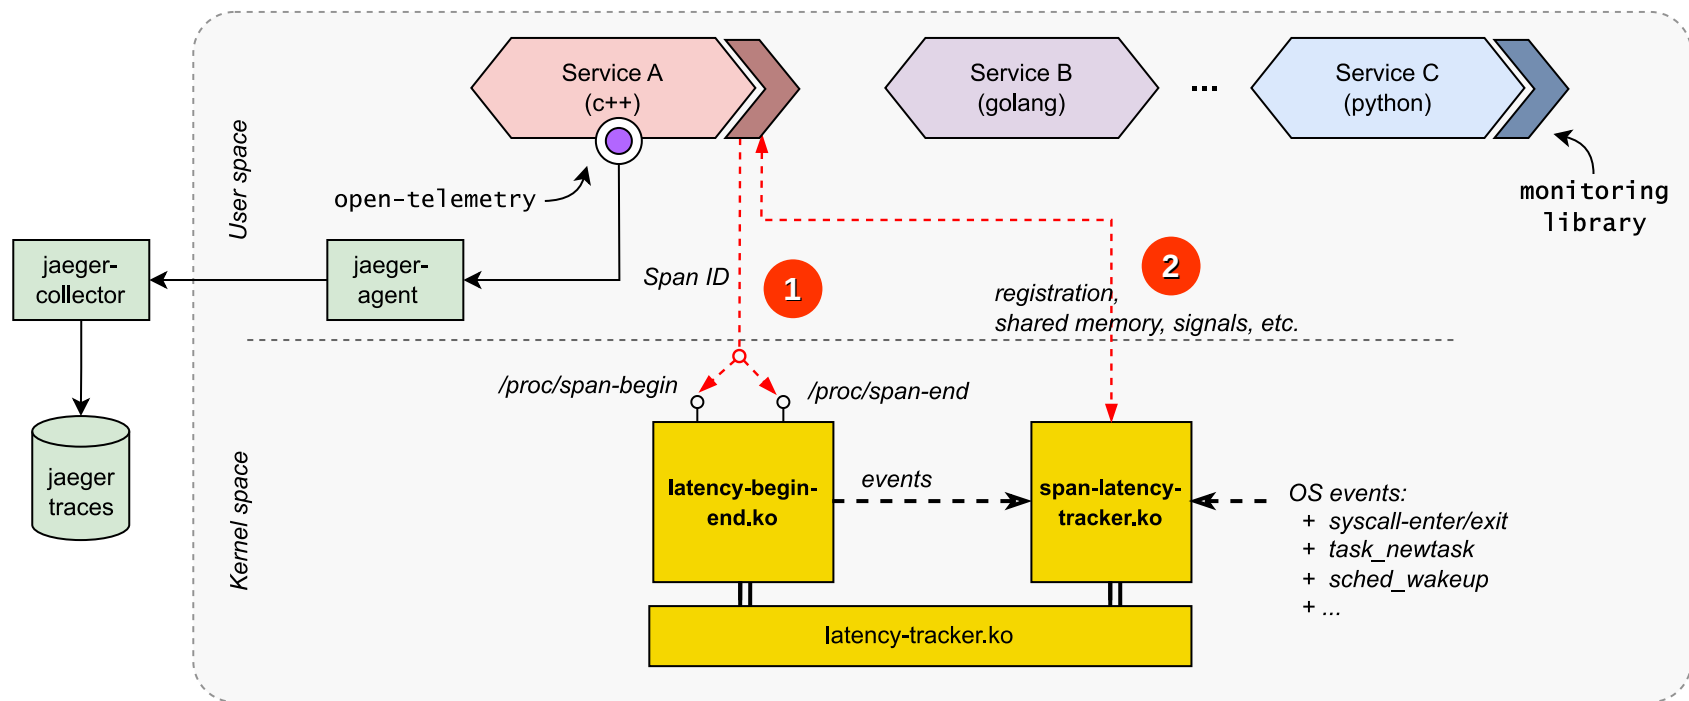 Service A
(c++)
Service B
(golang)
...
Service C
(python)
User space
open-telemetry
monitoring
library
jaeger-
collector
jaeger-
agent
Span ID
1
2
registration,
shared memory, signals, etc.
/proc/span-begin
/proc/span-end
jaeger
traces
Kernel space
latency-begin-
end.ko
events
span-latency-
tracker.ko
OS events:
+ syscall-enter/exit
+ task_newtask
+ sched_wakeup
+ ...
latency-tracker.ko